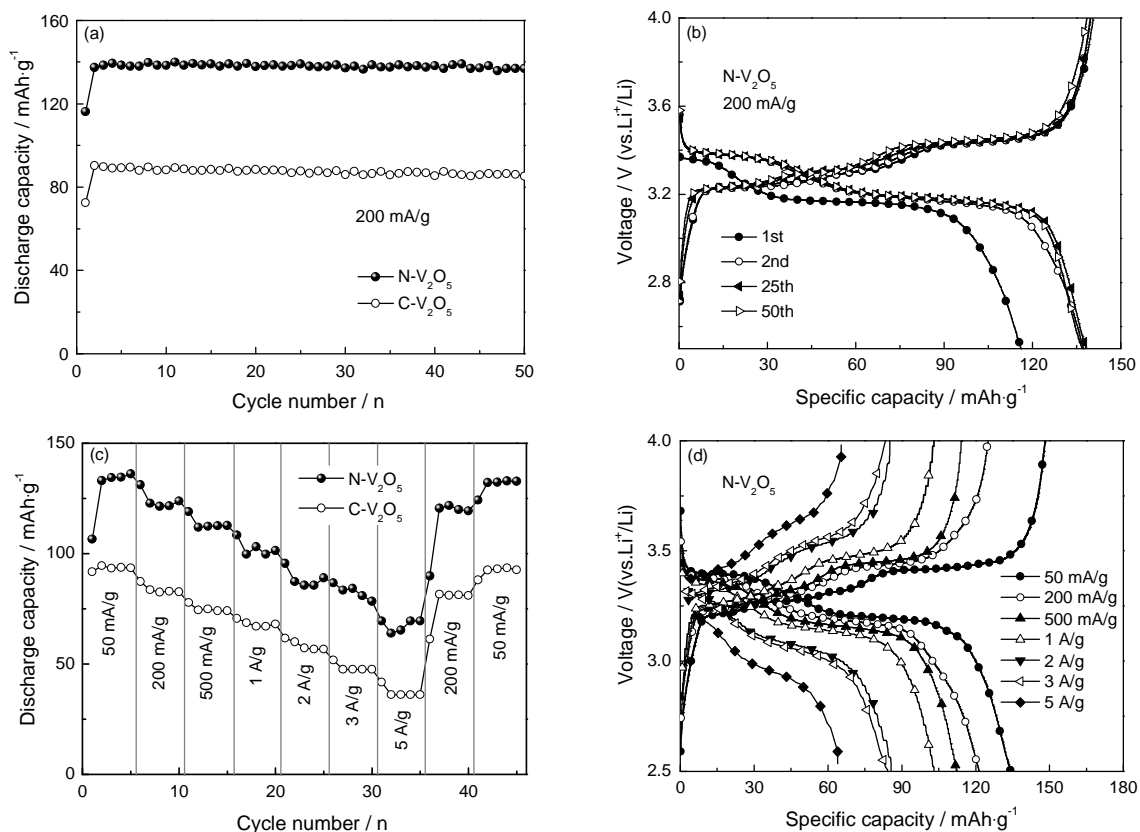 (a)
160
120
80
40
0
Discharge capacity / mAh·g⁻¹
200 mA/g
N-V₂O₅
C-V₂O₅
0 10 20 30 40 50
Cycle number / n
(b)
4.0
3.6
3.2
2.8
Voltage / V (vs.Li⁺/Li)
N-V₂O₅
200 mA/g
1st
2nd
25th
50th
0 30 60 90 120 150
Specific capacity / mAh·g⁻¹
(c)
150
100
50
0
Discharge capacity / mAh·g⁻¹
N-V₂O₅
C-V₂O₅
50 mA/g
200 mA/g
500 mA/g
1 A/g
2 A/g
3 A/g
5 A/g
200 mA/g
50 mA/g
0 10 20 30 40
Cycle number / n
(d)
4.0
3.5
3.0
2.5
Voltage / V(vs.Li⁺/Li)
N-V₂O₅
50 mA/g
200 mA/g
500 mA/g
1 A/g
2 A/g
3 A/g
5 A/g
0 30 60 90 120 150 180
Specific capacity / mAh·g⁻¹